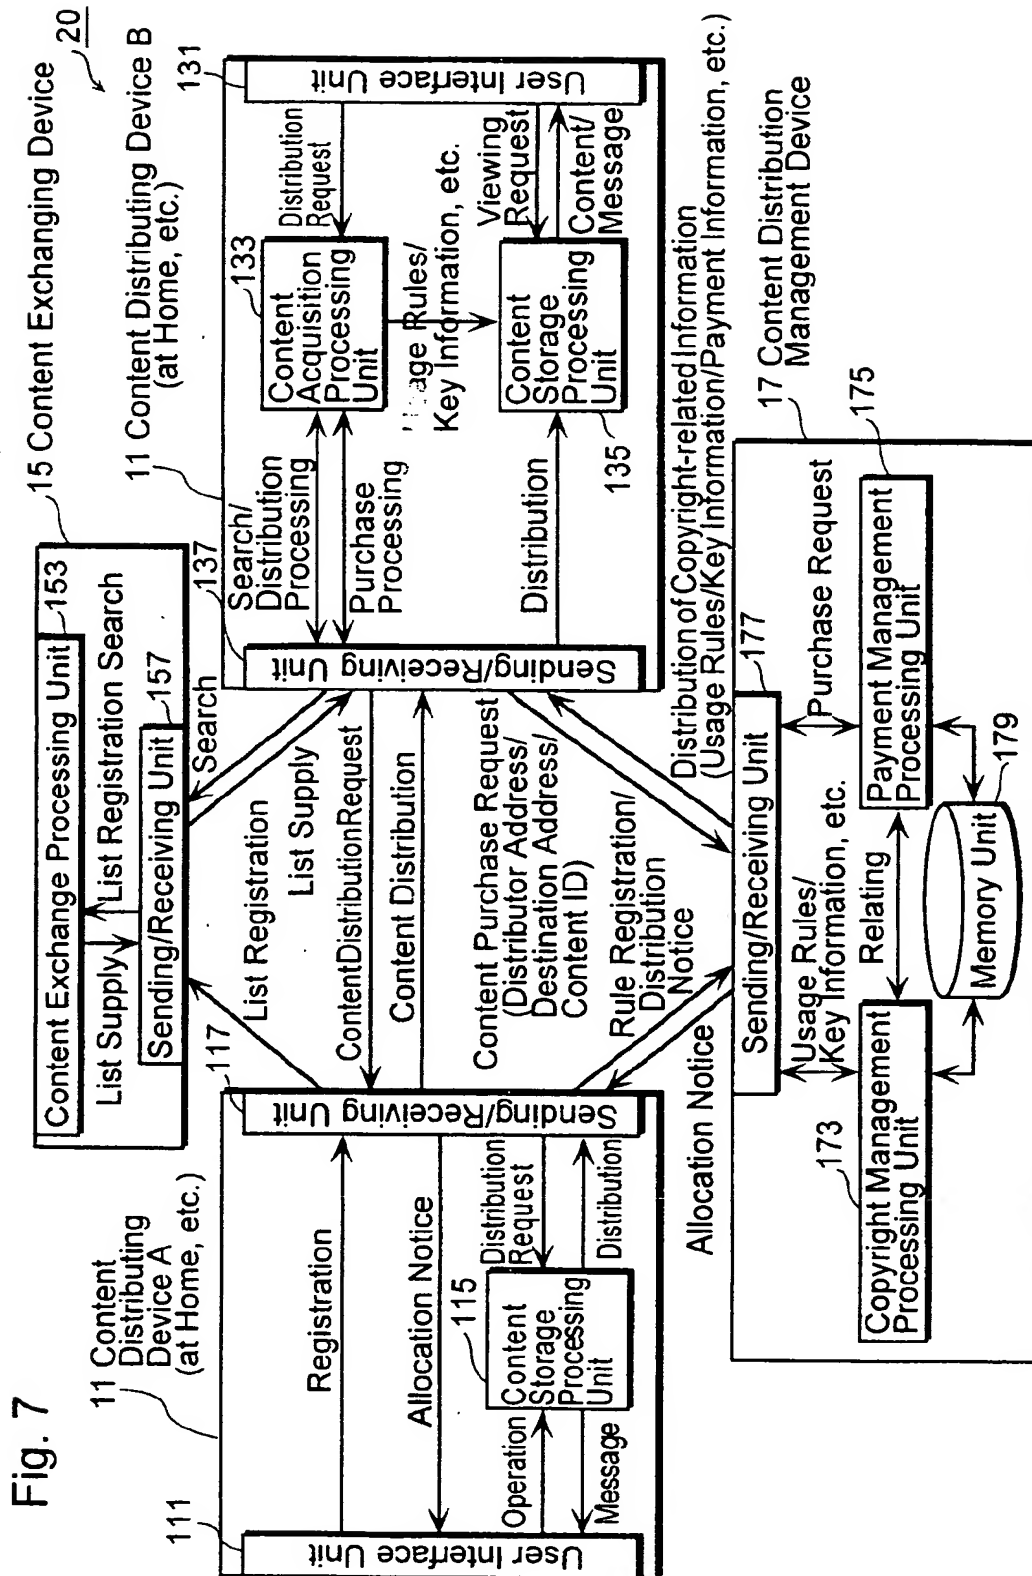 Fig. 7
20
15 Content Exchanging Device
Content Exchange Processing Unit
153
List Supply
List Registration Search
Sending/Receiving Unit
157
11 Content
Distributing
Device A
(at Home, etc.)
111
User Interface Unit
Registration
Allocation Notice
Operation
Message
115
Content
Storage
Processing
Unit
Distribution
Request
Distribution
117
Sending/Receiving Unit
List Registration
Search
List Supply
ContentDistributionRequest
Content Distribution
Content Purchase Request
(Distributor Address/
Destination Address/
Content ID)
Rule Registration/
Distribution
Notice
Allocation Notice
11 Content Distributing Device B
(at Home, etc.)
137
Sending/Receiving Unit
Search/
Distribution
Processing
Purchase
Processing
Distribution
133
Content
Acquisition
Processing
Unit
Usage Rules/
Key Information, etc.
Content
Storage
Processing
Unit
135
Distribution
Request
Viewing
Request
Content/
Message
131
User Interface Unit
Distribution of Copyright-related Information
(Usage Rules/Key Information/Payment Information, etc.)
17 Content Distribution
Management Device
Sending/Receiving Unit
177
Usage Rules/
Key Information, etc.
Purchase Request
173
Copyright Management
Processing Unit
Relating
175
Payment Management
Processing Unit
Memory Unit
179